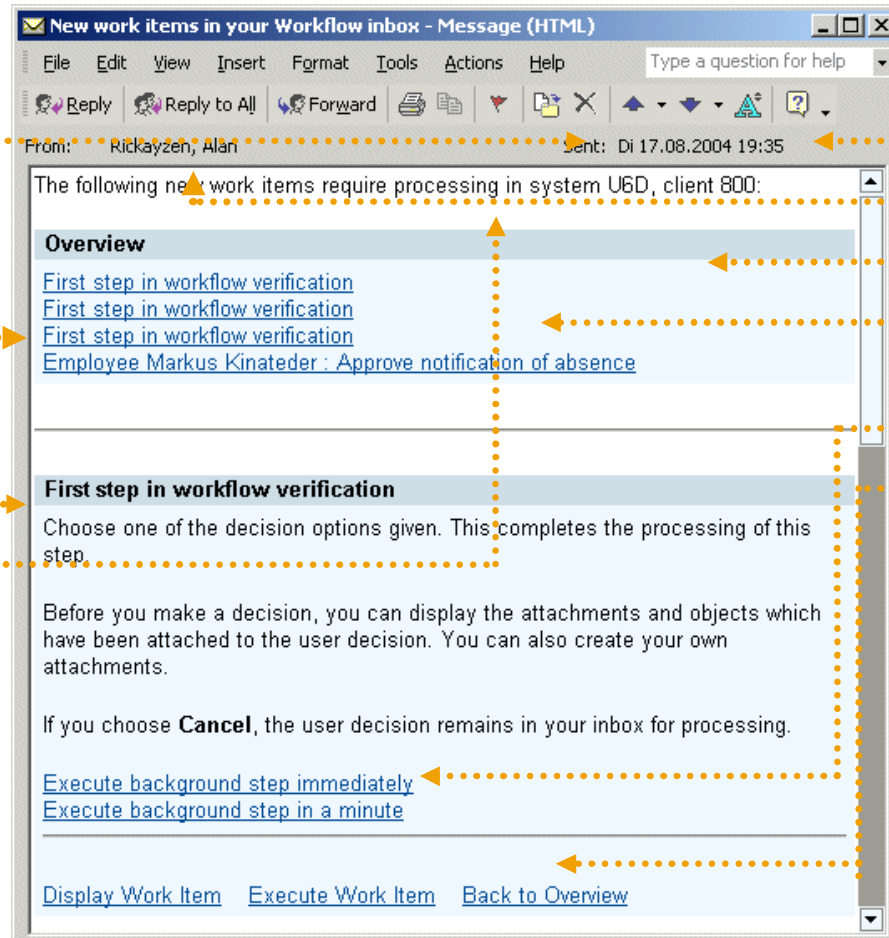 New work items in your Workflow inbox - Message (HTML)
File Edit View Insert Format Tools Actions Help Type a question for help
Reply Reply to All Forward
From: Rickayzen, Alan Sent: Di 17.08.2004 19:35
The following new work items require processing in system U6D, client 800:
Overview
First step in workflow verification
First step in workflow verification
First step in workflow verification
Employee Markus Kinateder : Approve notification of absence
First step in workflow verification
Choose one of the decision options given. This completes the processing of this
step.
Before you make a decision, you can display the attachments and objects which
have been attached to the user decision. You can also create your own
attachments.
If you choose Cancel, the user decision remains in your inbox for processing.
Execute background step immediately
Execute background step in a minute
Display Work Item Execute Work Item Back to Overview